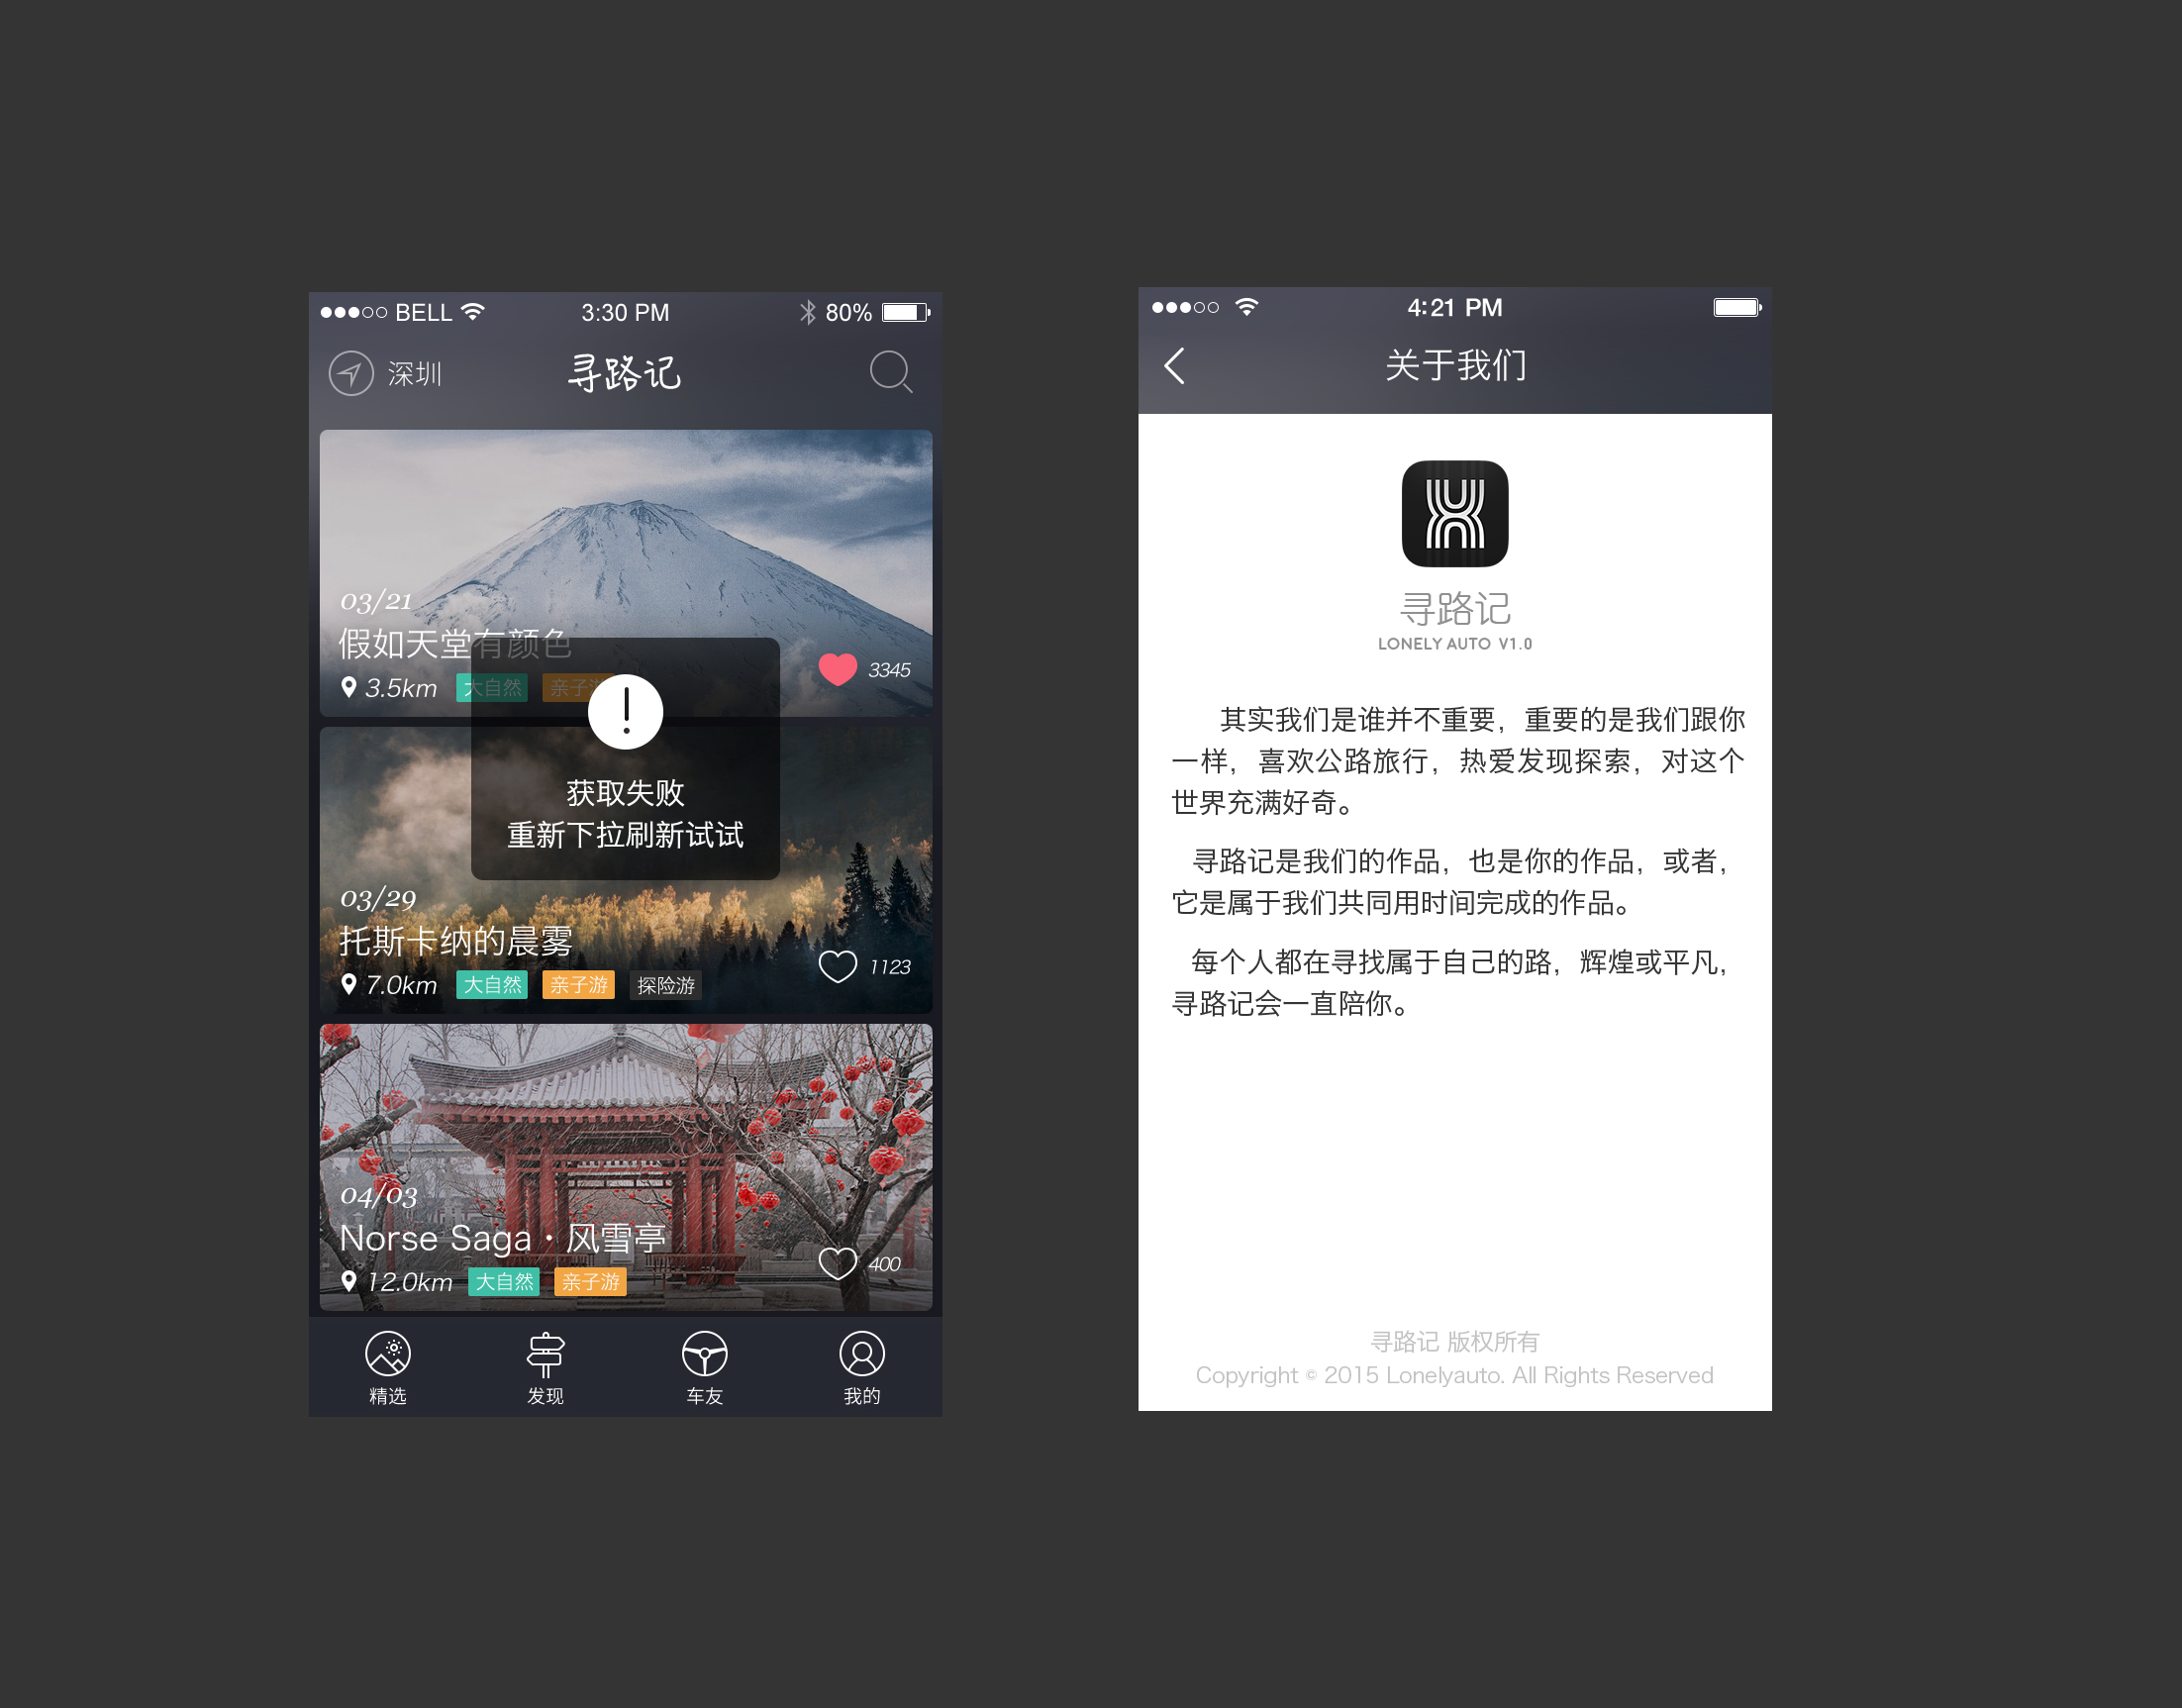 BELL 3:30 PM 80%
深圳 寻路记
03/21
假如天堂有颜色
3.5km 大自然 亲子游 3345
获取失败
重新下拉刷新试试
03/29
托斯卡纳的晨雾
7.0km 大自然 亲子游 探险游 1123
04/03
Norse Saga · 风雪亭
12.0km 大自然 亲子游 400
精选 发现 车友 我的
4:21 PM
关于我们
寻路记
LONELY AUTO V1.0
其实我们是谁并不重要，重要的是我们跟你
一样，喜欢公路旅行，热爱发现探索，对这个
世界充满好奇。
寻路记是我们的作品，也是你的作品，或者，
它是属于我们共同用时间完成的作品。
每个人都在寻找属于自己的路，辉煌或平凡，
寻路记会一直陪你。
寻路记 版权所有
Copyright © 2015 Lonelyauto. All Rights Reserved